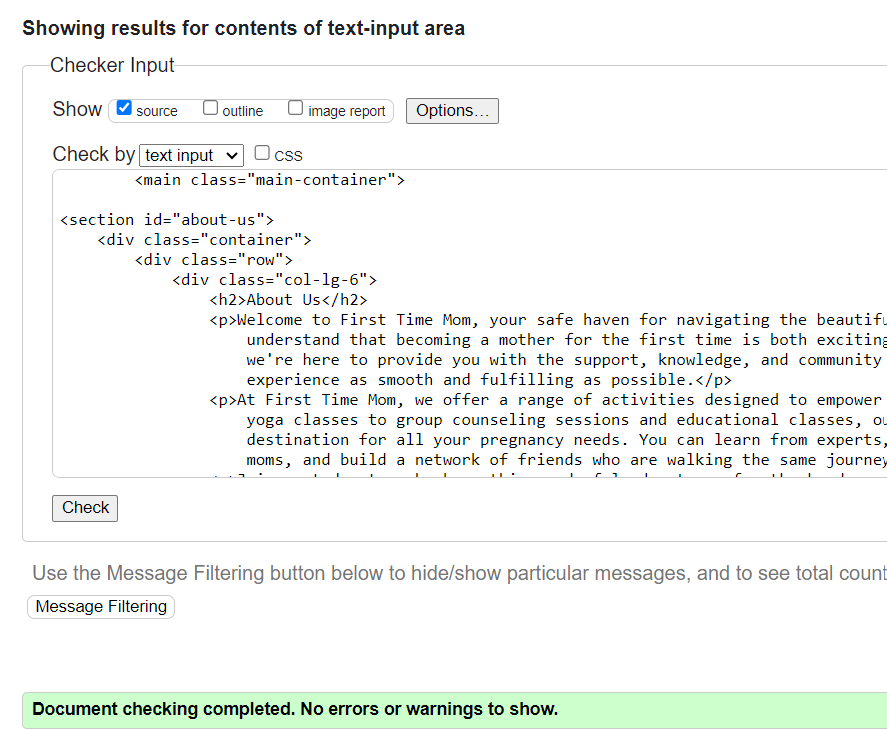 Showing results for contents of text-input area
Checker Input
Show source outline image report Options...
Check by text input CSS
<main class="main-container">
<section id="about-us">
<div class="container">
<div class="row">
<div class="col-lg-6">
<h2>About Us</h2>
<p>Welcome to First Time Mom, your safe haven for navigating the
understand that becoming a mother for the first time is both exciting
we're here to provide you with the support, knowledge, and community
experience as smooth and fulfilling as possible.</p>
<p>At First Time Mom, we offer a range of activities designed to empower
yoga classes to group counseling sessions and educational classes,
destination for all your pregnancy needs. You can learn from experts,
moms, and build a network of friends who are walking the same journey
Check
Use the Message Filtering button below to hide/show particular messages, and to see total count
Message Filtering
Document checking completed. No errors or warnings to show.